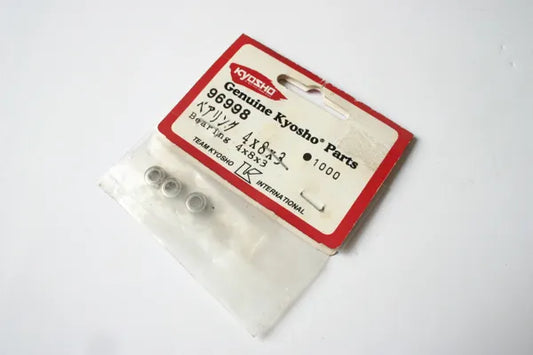 KYOSHO
Genuine Kyosho® Parts
96998
ベアリング 4x8x3 ●1000
Bearing 4x8x3
TEAM KYOSHO K INTERNATIONAL